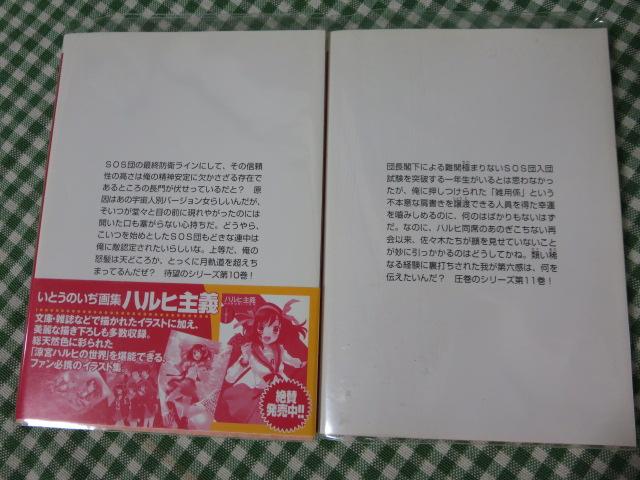 SOS団の最終防衛ラインにして、その信頼
性の高さは俺の精神安定に欠かさざる存在で
あるところの長門が伏せっているだと？　原
因はあの宇宙人別バージョン女らしいんだが、
そいつが堂々と目の前に現れやがったのには
開いた口も塞がらない心持ちだ。どうやら、
こいつを始めとしたSOS団もどきな連中は
俺に敵認定されたいらしいな。上等だ、俺の
怒髪は天どころか、とっくに月軌道を超えち
まってるんだぜ？　待望のシリーズ第10巻！
いとうのいぢ画集 ハルヒ主義
文庫・雑誌などで描かれたイラストに加え、
美麗な描き下ろしも多数収録。
総天然色に彩られた
「涼宮ハルヒの世界」を堪能できる、
ファン必携のイラスト集。
ハルヒ主義
絶賛
発売中!!
団長閣下による難関極まりないSOS団入団
試験を突破する一年生がいるとは思わなかっ
たが、俺に押しつけられた「雑用係」という
不本意な肩書きを譲渡できる人員を得た幸運
を噛みしめるのに、何のはばかりもないはず
だ。なのに、ハルヒ同席のあのぎこちない再
会以来、佐々木たちが顔を見せていないこと
が妙に引っかかるのはどうしてかね。類い稀
なる経験に裏打ちされた我が第六感は、何を
伝えたいんだ？　圧巻のシリーズ第11巻！